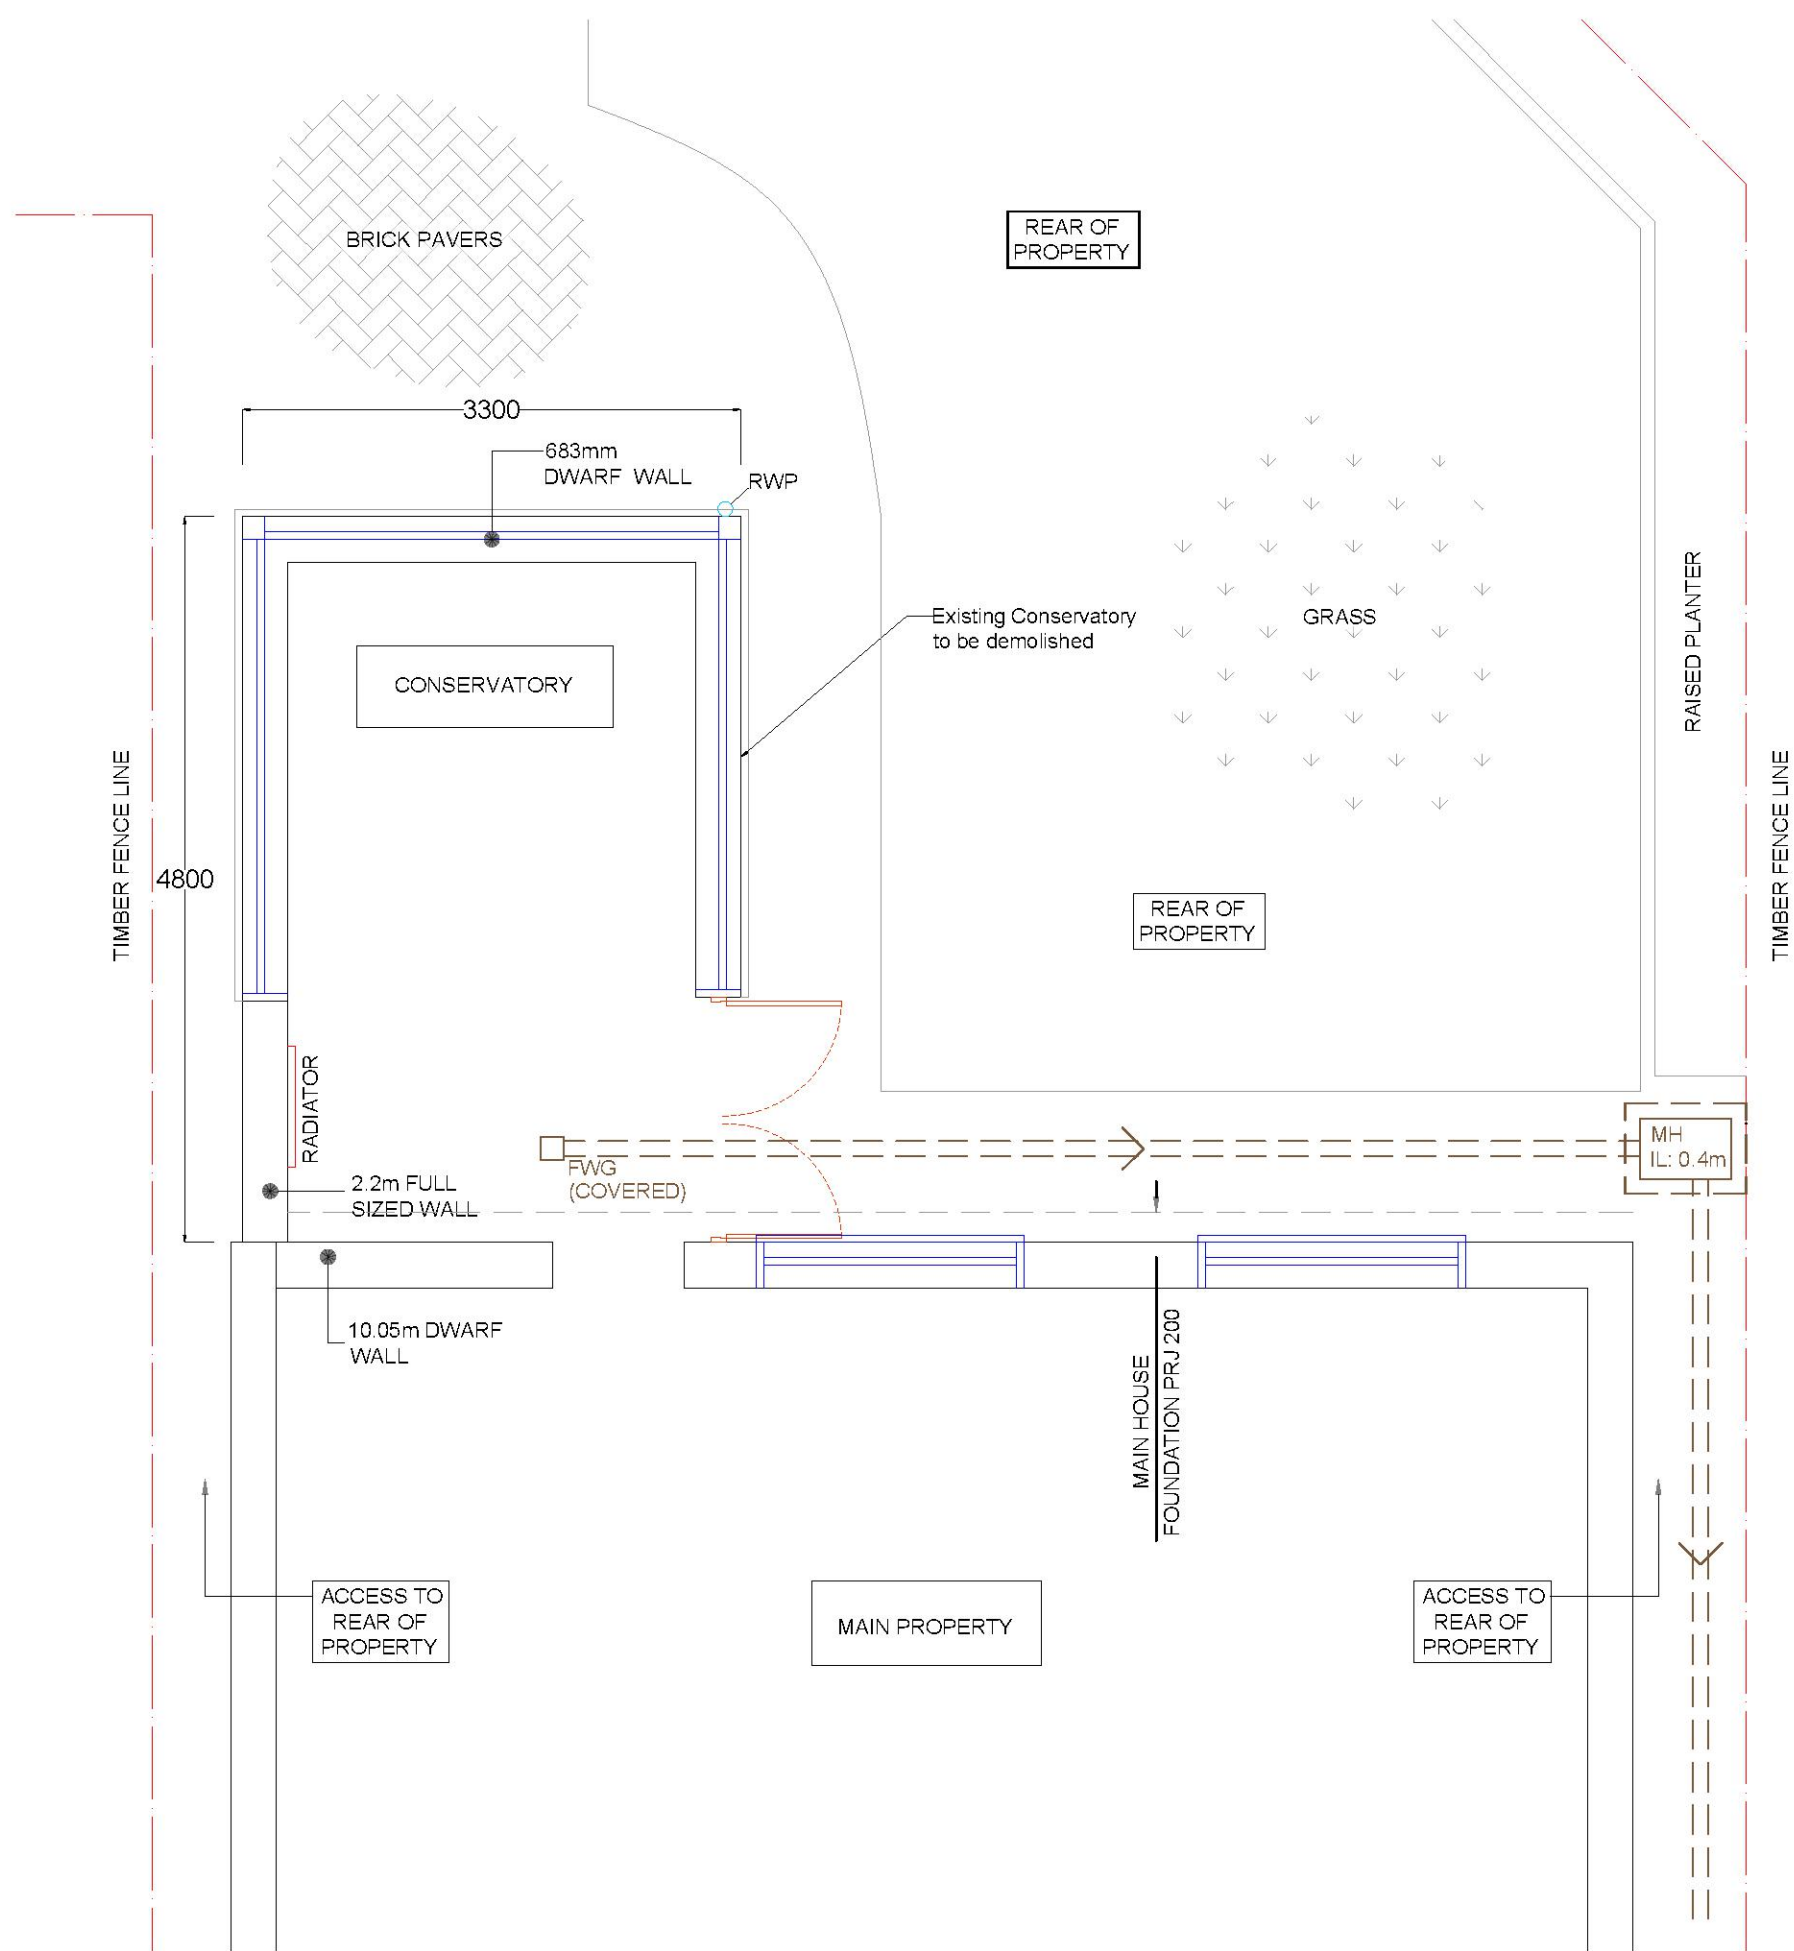 REAR OF
PROPERTY
BRICK PAVERS
3300
683mm
DWARF WALL
RWP
Existing Conservatory
to be demolished
GRASS
RAISED PLANTER
CONSERVATORY
TIMBER FENCE LINE
TIMBER FENCE LINE
4800
REAR OF
PROPERTY
RADIATOR
MH
IL: 0.4m
FWG
(COVERED)
2.2m FULL
SIZED WALL
10.05m DWARF
WALL
MAIN HOUSE
FOUNDATION PRJ 200
ACCESS TO
REAR OF
PROPERTY
MAIN PROPERTY
ACCESS TO
REAR OF
PROPERTY